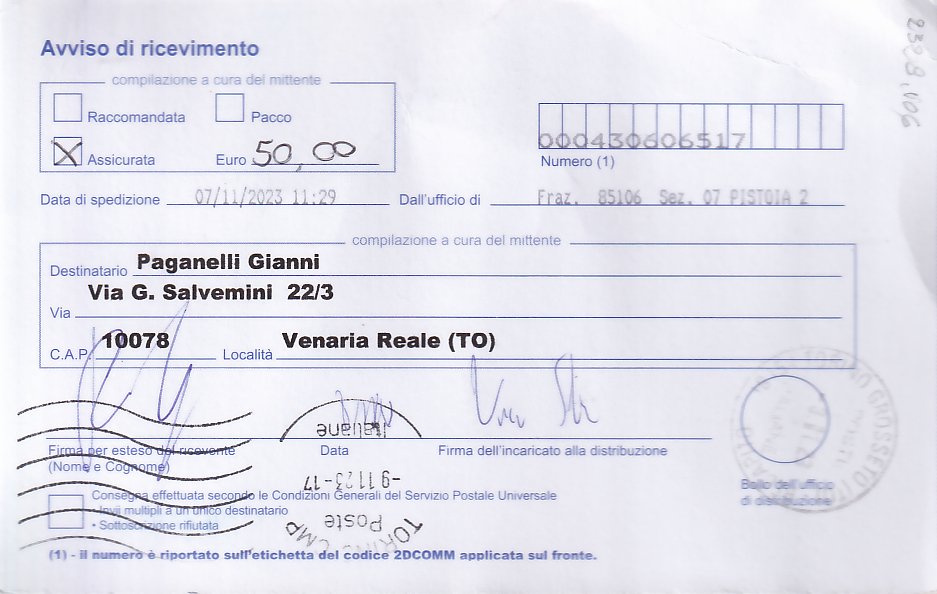 Avviso di ricevimento
compilazione a cura del mittente
Raccomandata
Pacco
Assicurata
Euro 50,00
000430606517
Numero (1)
Data di spedizione 07/11/2023 11:29
Dall'ufficio di Fraz. 85106 Sez. 07 PISTOIA 2
compilazione a cura del mittente
Destinatario Paganelli Gianni
Via G. Salvemini 22/3
Via
C.A.P. 10078 Località Venaria Reale (TO)
Firma per esteso del ricevente
(Nome e Cognome)
Data
Firma dell'incaricato alla distribuzione
Bollo dell'ufficio
di distribuzione
Consegna effettuata secondo le Condizioni Generali del Servizio Postale Universale
• Invii multipli a un unico destinatario
• Sottoscrizione rifiutata
TORINO CMP
Poste
-9 11 23-17
Italiane
(1) - il numero è riportato sull'etichetta del codice 2DCOMM applicata sul fronte.